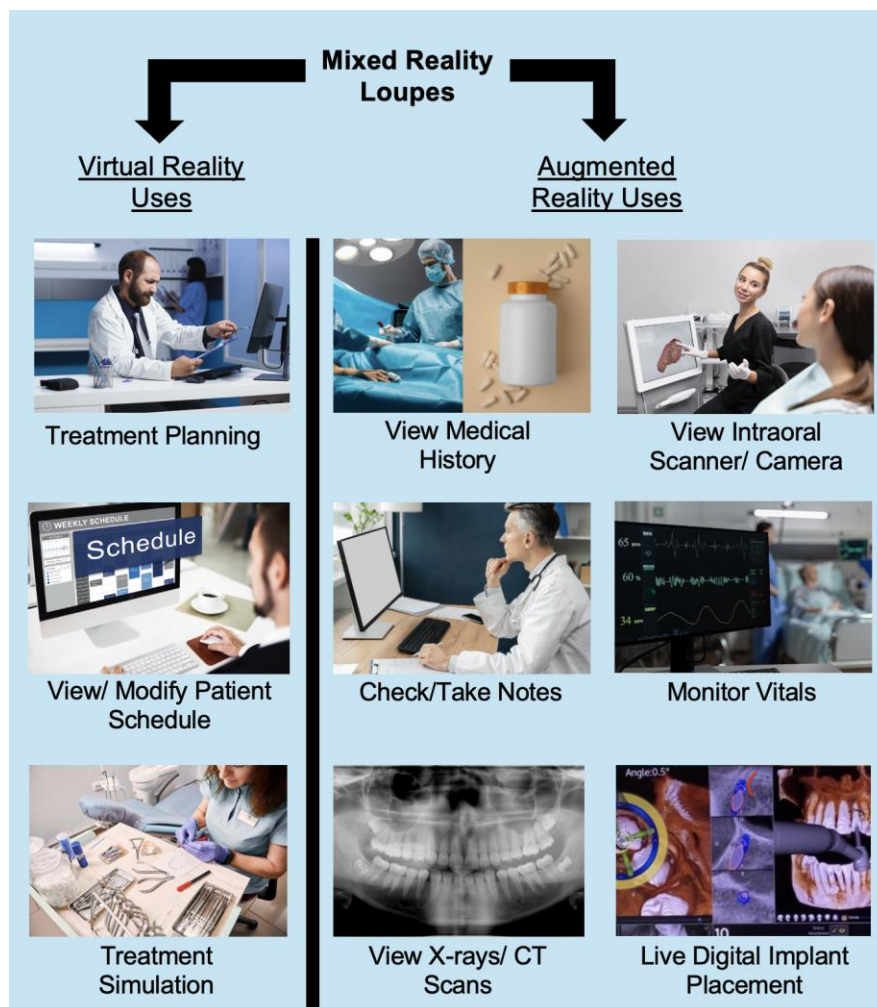 Mixed Reality
Loupes
Virtual Reality
Uses
Augmented
Reality Uses
Treatment Planning
View Medical
History
View Intraoral
Scanner/ Camera
WEEKLY SCHEDULE
Schedule
65
60 %
34
View/ Modify Patient
Schedule
Check/Take Notes
Monitor Vitals
Angle:0.5°
10
Treatment
Simulation
View X-rays/ CT
Scans
Live Digital Implant
Placement